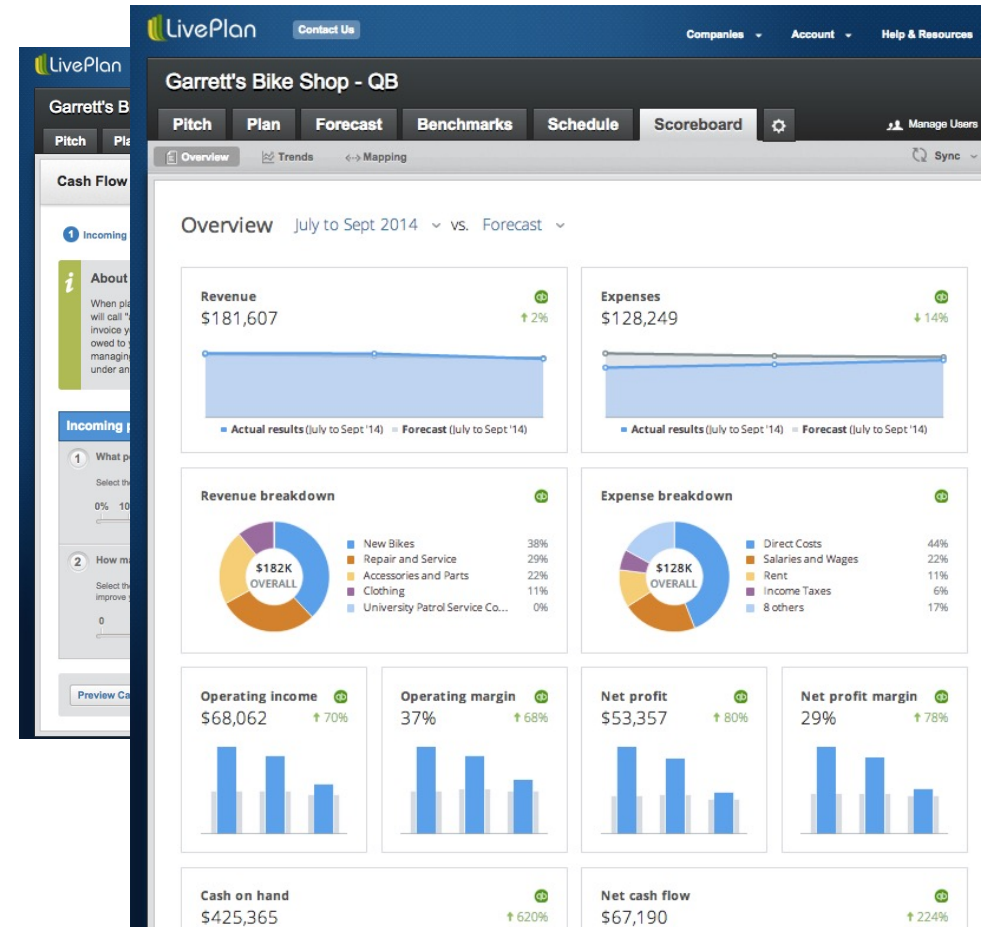 LivePlan Contact Us Companies Account Help & Resources
Garrett's Bike Shop - QB
Pitch Plan Forecast Benchmarks Schedule Scoreboard Manage Users
Overview Trends <--> Mapping Sync
Overview July to Sept 2014 vs. Forecast
Revenue
$181,607 ↑ 2%
Actual results (July to Sept '14) Forecast (July to Sept '14)
Expenses
$128,249 ↓ 14%
Actual results (July to Sept '14) Forecast (July to Sept '14)
Revenue breakdown
$182K
OVERALL
New Bikes 38%
Repair and Service 29%
Accessories and Parts 22%
Clothing 11%
University Patrol Service Co... 0%
Expense breakdown
$128K
OVERALL
Direct Costs 44%
Salaries and Wages 22%
Rent 11%
Income Taxes 6%
8 others 17%
Operating income
$68,062 ↑ 70%
Operating margin
37% ↑ 68%
Net profit
$53,357 ↑ 80%
Net profit margin
29% ↑ 78%
Cash on hand
$425,365 ↑ 620%
Net cash flow
$67,190 ↑ 224%
LivePlan
Garrett's B
Pitch
Cash Flow
1 Incoming
i About
When
will call
invoice
owed to
managing
under an
Incoming
1 What
Select
0% 10
2 How
Select
improve
0
Preview